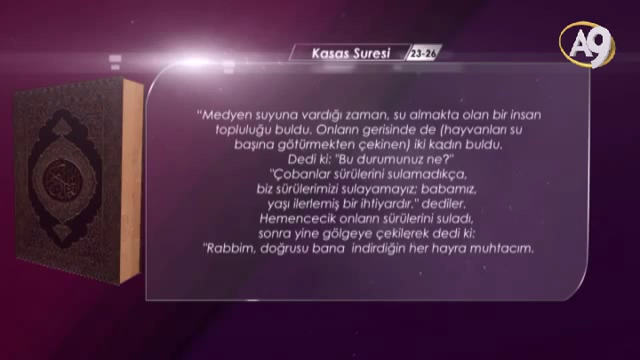 Kasas Suresi 23-26
A9
"Medyen suyuna vardığı zaman, su almakta olan bir insan
topluluğu buldu. Onların gerisinde de (hayvanları su
başına götürmekten çekinen) iki kadın buldu.
Dedi ki: "Bu durumunuz ne?"
"Çobanlar sürülerini sulamadıkça,
biz sürülerimizi sulayamayız; babamız,
yaşı ilerlemiş bir ihtiyardır." dediler.
Hemencecik onların sürülerini suladı,
sonra yine gölgeye çekilerek dedi ki:
"Rabbim, doğrusu bana indirdiğin her hayra muhtacım.